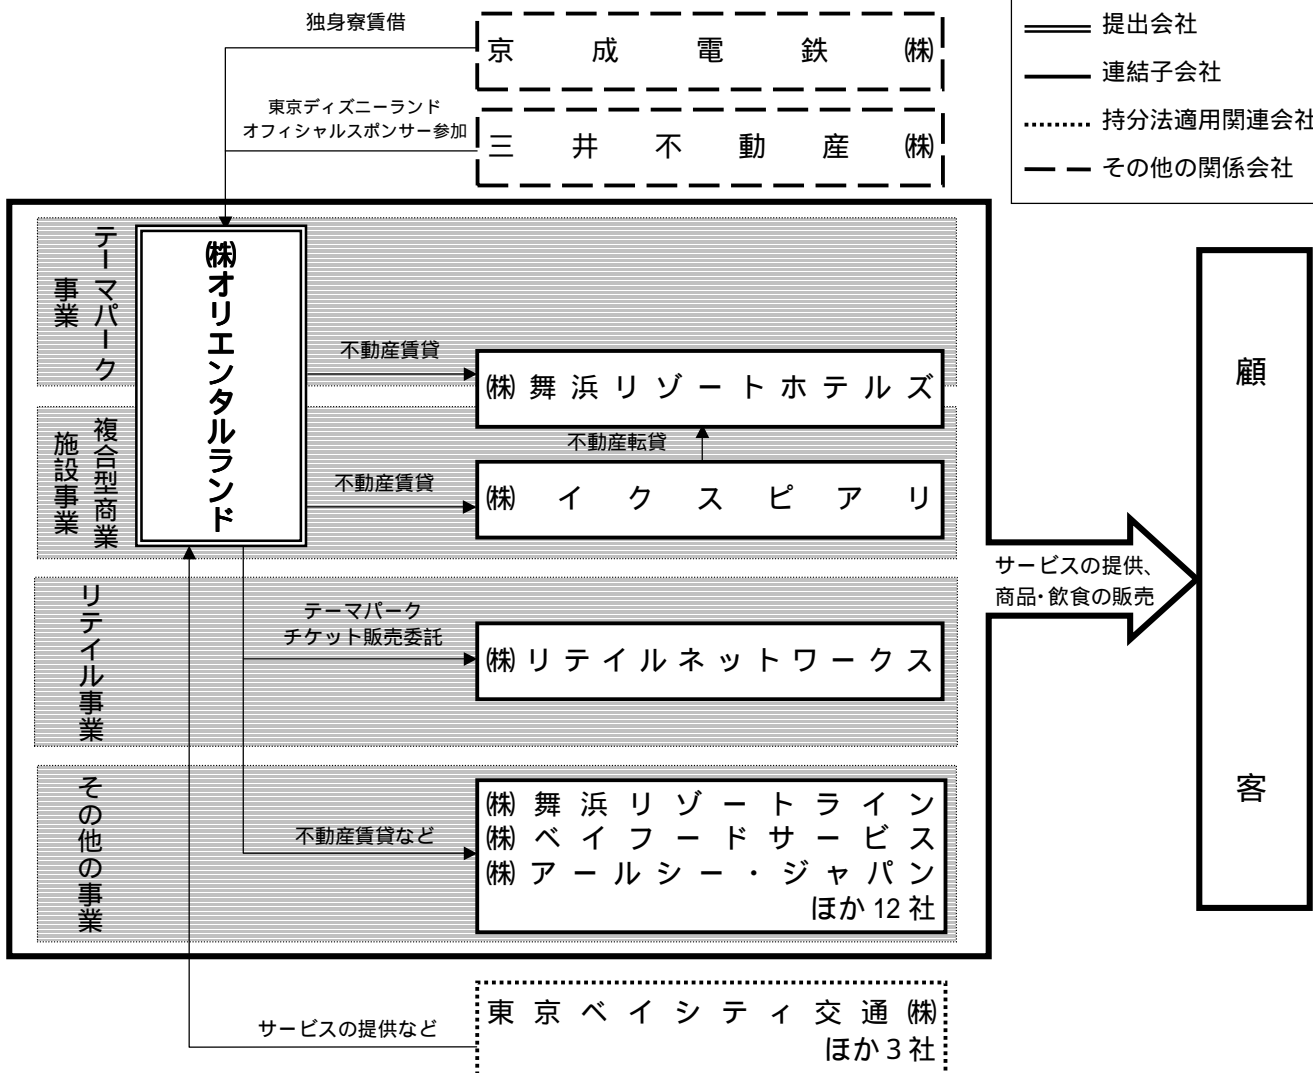 独身寮賃借
京成電鉄㈱
東京ディズニーランド
オフィシャルスポンサー参加
三井不動産㈱
提出会社
連結子会社
持分法適用関連会社
その他の関係会社
テーマパーク
事業
㈱オリエンタルランド
不動産賃貸
㈱舞浜リゾートホテルズ
複合型商業
施設事業
不動産転貸
不動産賃貸
㈱イクスピアリ
リテイル事業
テーマパーク
チケット販売委託
㈱リテイルネットワークス
その他の事業
不動産賃貸など
㈱舞浜リゾートライン
㈱ベイフードサービス
㈱アールシー・ジャパン
ほか12社
サービスの提供、
商品・飲食の販売
顧客
サービスの提供など
東京ベイシティ交通㈱
ほか3社